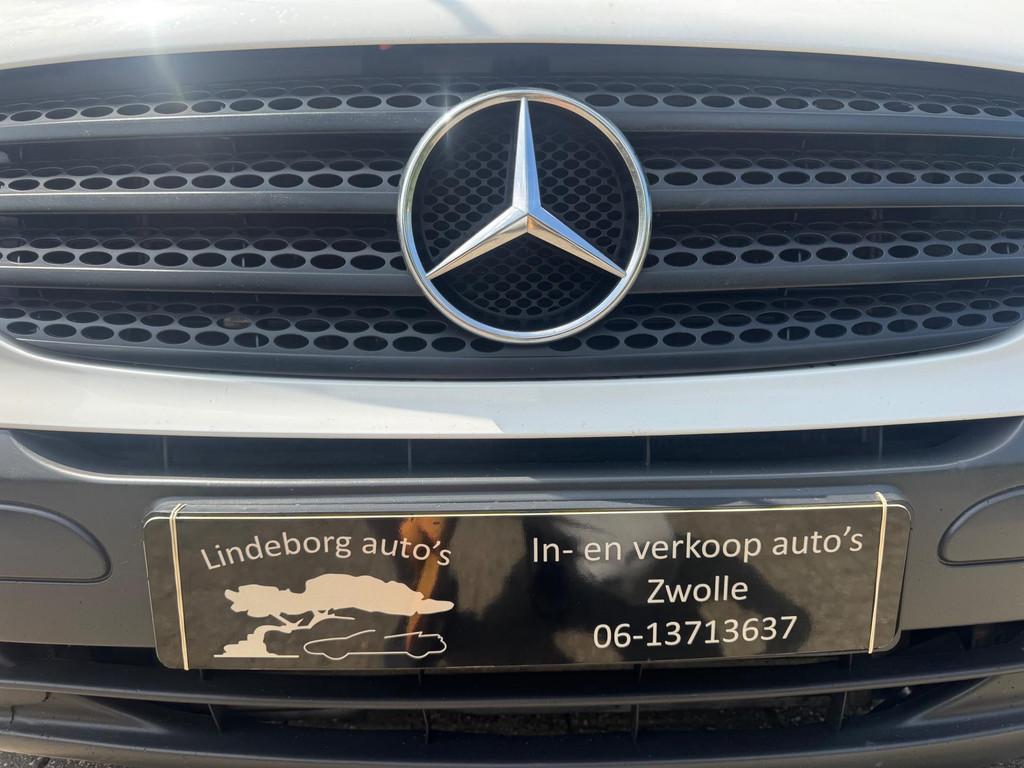 Lindeborg auto's
In- en verkoop auto's
Zwolle
06-13713637